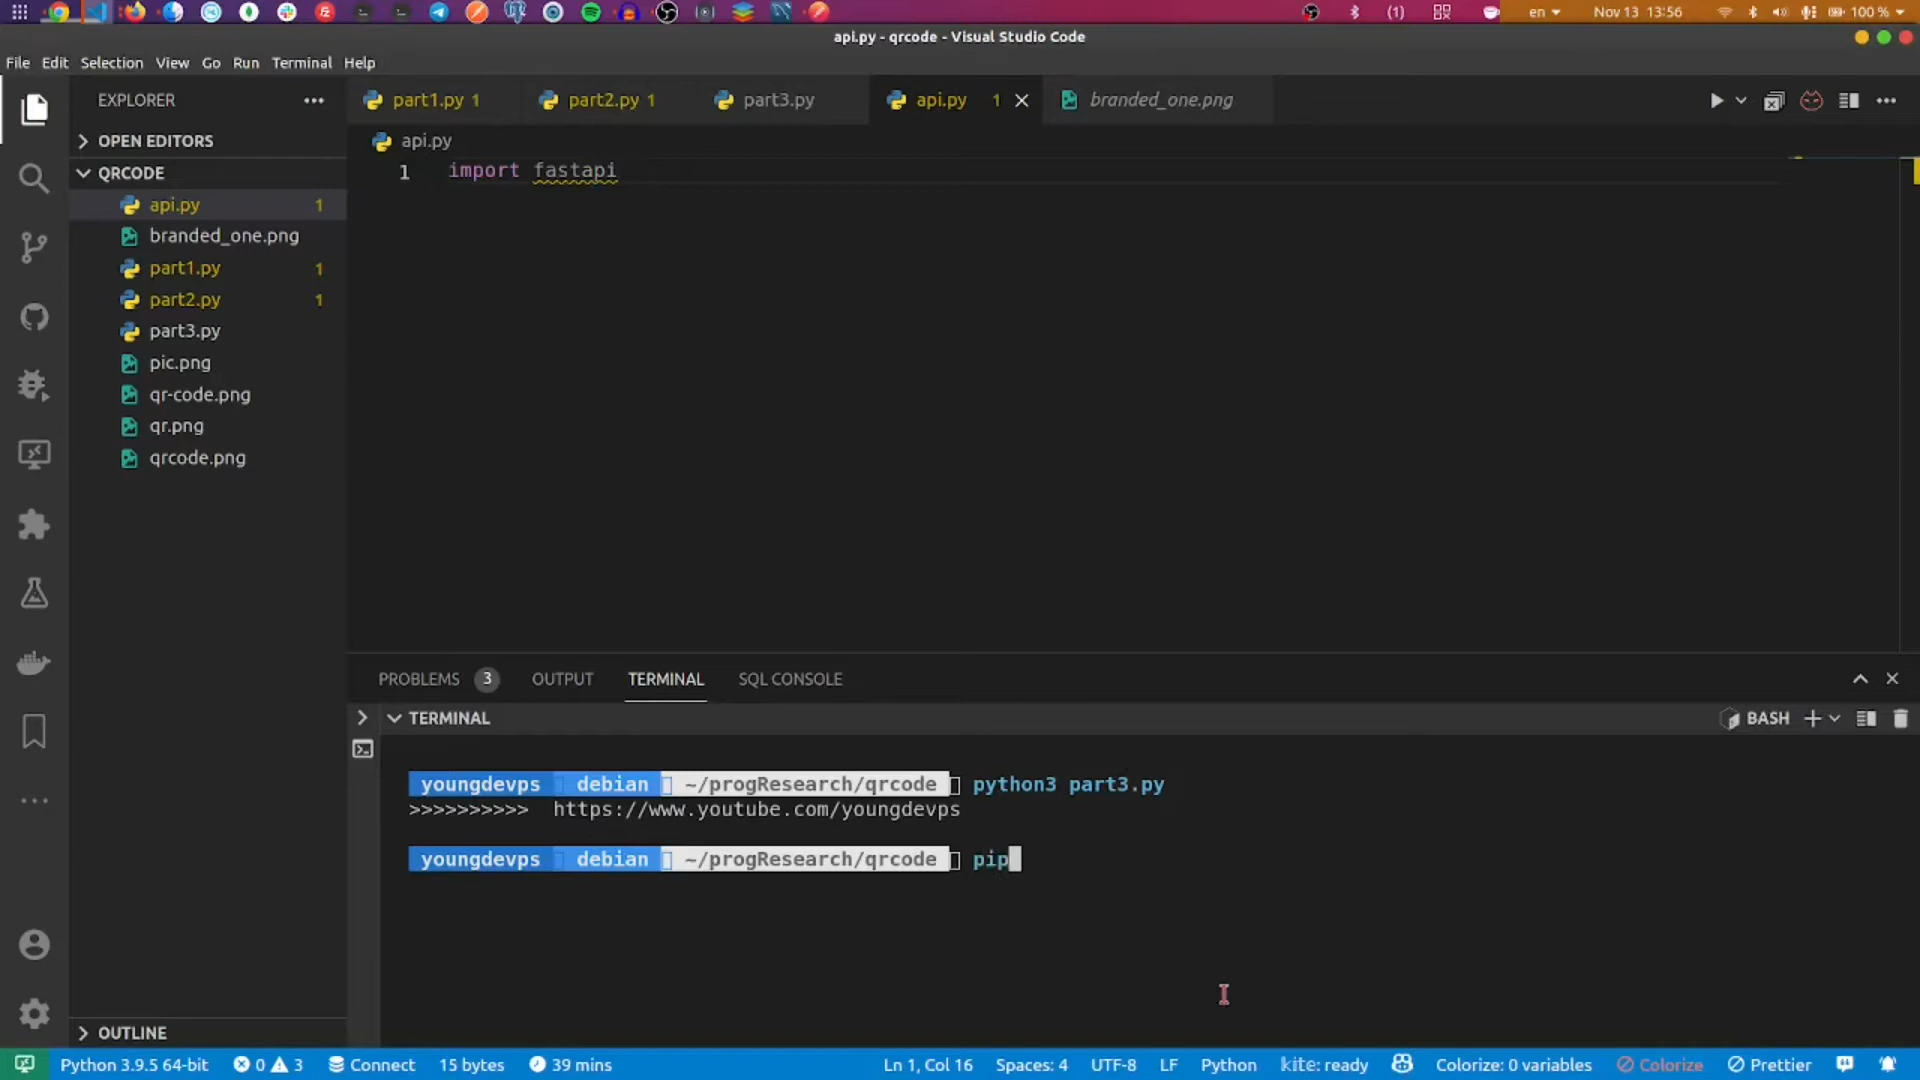 (1)
en
Nov 13 13:56
100 %
api.py - qrcode - Visual Studio Code
File Edit Selection View Go Run Terminal Help
EXPLORER
part1.py 1
part2.py 1
part3.py
api.py 1
branded_one.png
OPEN EDITORS
api.py
QRCODE
1 import fastapi
api.py 1
branded_one.png
part1.py 1
part2.py 1
part3.py
pic.png
qr-code.png
qr.png
qrcode.png
PROBLEMS 3 OUTPUT TERMINAL SQL CONSOLE
TERMINAL
BASH
youngdevps debian ~/progResearch/qrcode python3 part3.py
>>>>>>>>>> https://www.youtube.com/youngdevps
youngdevps debian ~/progResearch/qrcode pip
OUTLINE
Python 3.9.5 64-bit 0 3 Connect 15 bytes 39 mins Ln 1, Col 16 Spaces: 4 UTF-8 LF Python kite: ready Colorize: 0 variables Colorize Prettier